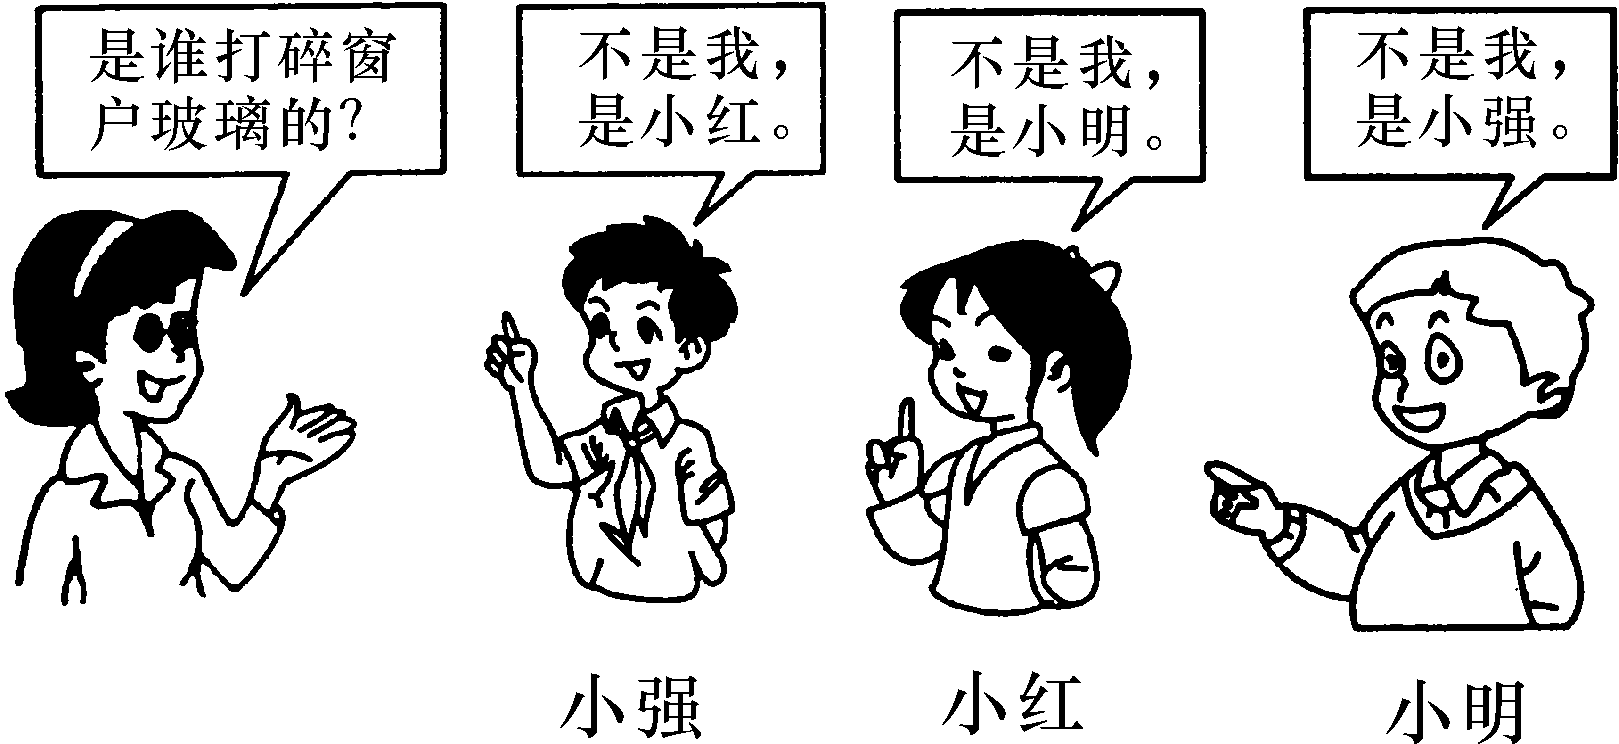 是谁打碎窗
户玻璃的？
不是我，
是小红。
不是我，
是小明。
不是我，
是小强。
小强
小红
小明